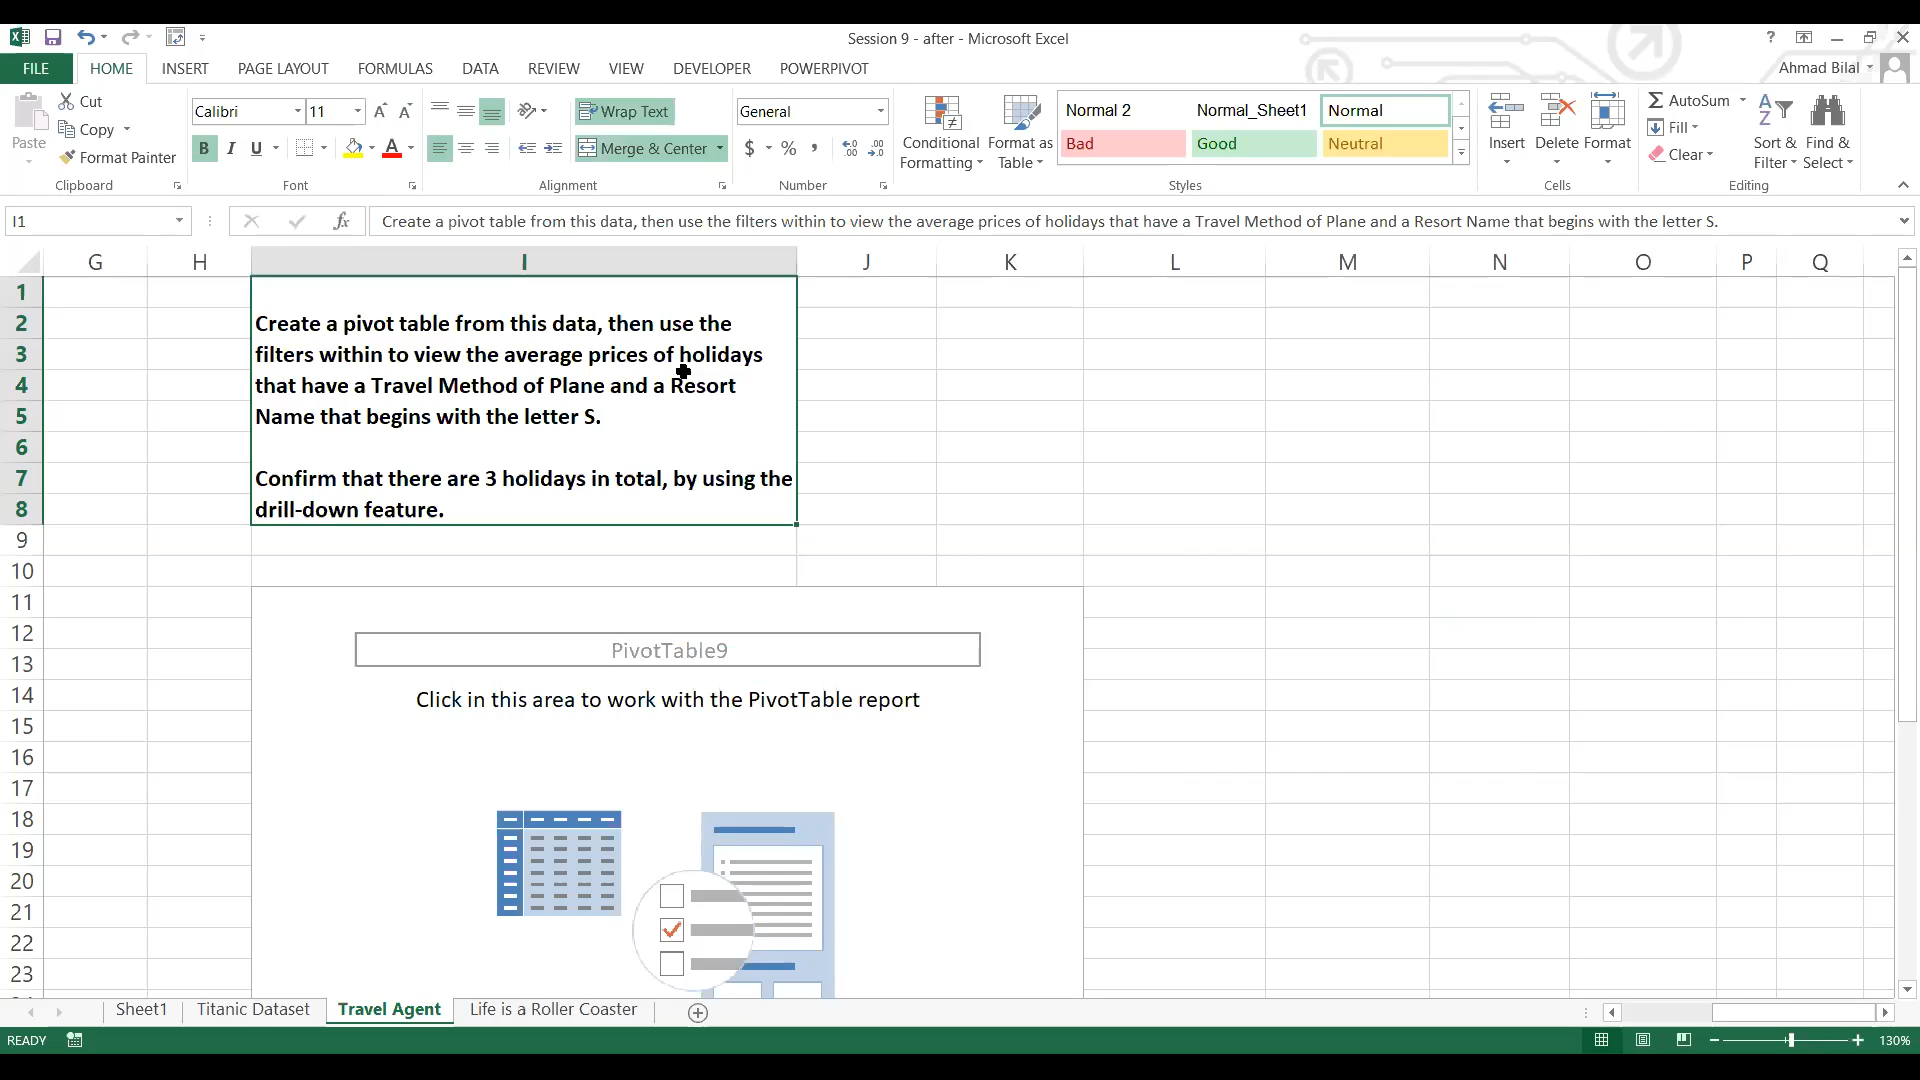 Session 9 - after - Microsoft Excel
?
FILE HOME INSERT PAGE LAYOUT FORMULAS DATA REVIEW VIEW DEVELOPER POWERPIVOT Ahmad Bilal
Paste
Cut
Copy
Format Painter
Clipboard
Calibri 11
B I U
Font
Wrap Text
Merge & Center
Alignment
General
$ % ,
Number
Conditional
Formatting
Format as
Table
Normal 2 Normal_Sheet1 Normal
Bad Good Neutral
Styles
Insert Delete Format
Cells
AutoSum
Fill
Clear
Sort &
Filter
Find &
Select
Editing
I1 fx Create a pivot table from this data, then use the filters within to view the average prices of holidays that have a Travel Method of Plane and a Resort Name that begins with the letter S.
G H I J K L M N O P Q
1
2
3
4
5
6
7
8
9
10
11
12
13
14
15
16
17
18
19
20
21
22
23
Create a pivot table from this data, then use the
filters within to view the average prices of holidays
that have a Travel Method of Plane and a Resort
Name that begins with the letter S.
Confirm that there are 3 holidays in total, by using the
drill-down feature.
PivotTable9
Click in this area to work with the PivotTable report
Sheet1 Titanic Dataset Travel Agent Life is a Roller Coaster
READY 130%